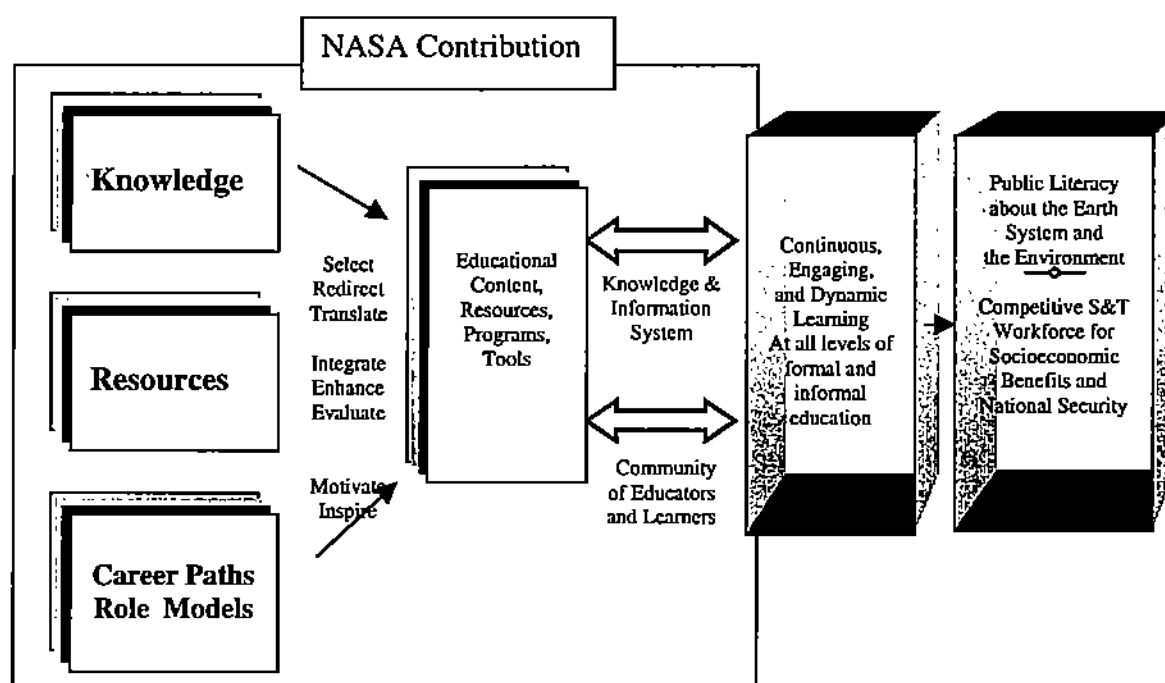 NASA Contribution
Knowledge
Resources
Career Paths
Role Models
Select
Redirect
Translate
Integrate
Enhance
Evaluate
Motivate
Inspire
Educational
Content,
Resources,
Programs,
Tools
Knowledge &
Information
System
Community
of Educators
and Learners
Continuous,
Engaging,
and Dynamic
Learning
At all levels of
formal and
informal
education
Public Literacy
about the Earth
System and
the Environment
Competitive S&T
Workforce for
Socioeconomic
Benefits and
National Security